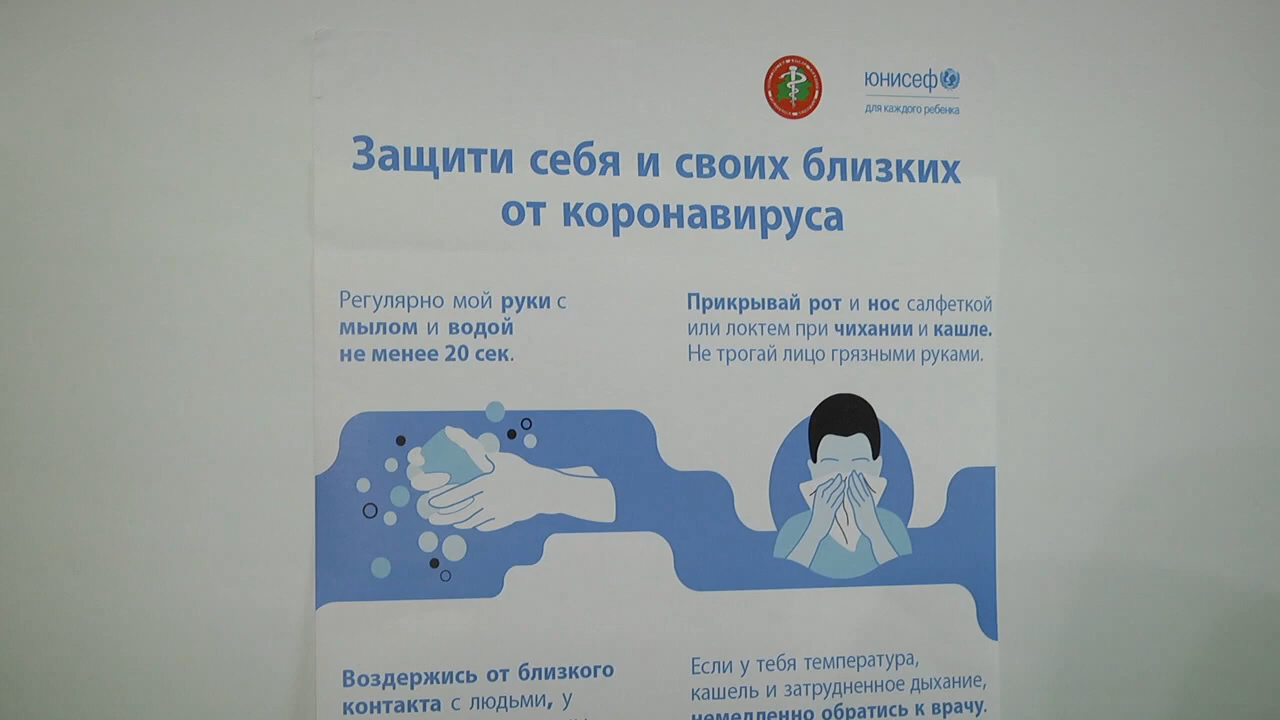 юнисеф
для каждого ребенка
Защити себя и своих близких
от коронавируса
Регулярно мой руки с
мылом и водой
не менее 20 сек.
Прикрывай рот и нос салфеткой
или локтем при чихании и кашле.
Не трогай лицо грязными руками.
Воздержись от близкого
контакта с людьми, у
Если у тебя температура,
кашель и затрудненное дыхание,
немедленно обратись к врачу.